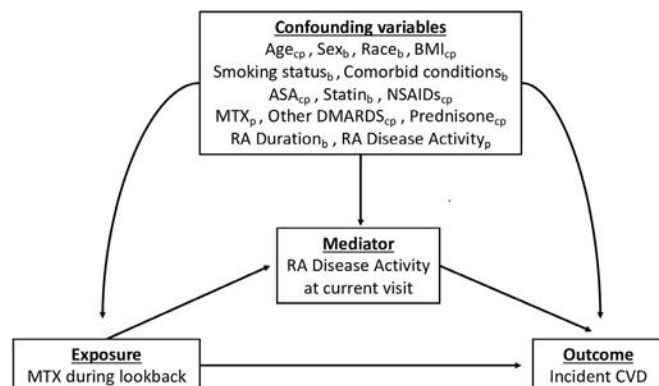 Confounding variables
Agecp , Sexb , Raceb , BMIcp
Smoking statusb , Comorbid conditionsb
ASAcp , Statinb , NSAIDscp
MTXp , Other DMARDScp , Prednisonecp
RA Durationb , RA Disease Activityp
Mediator
RA Disease Activity
at current visit
Exposure
MTX during lookback
Outcome
Incident CVD